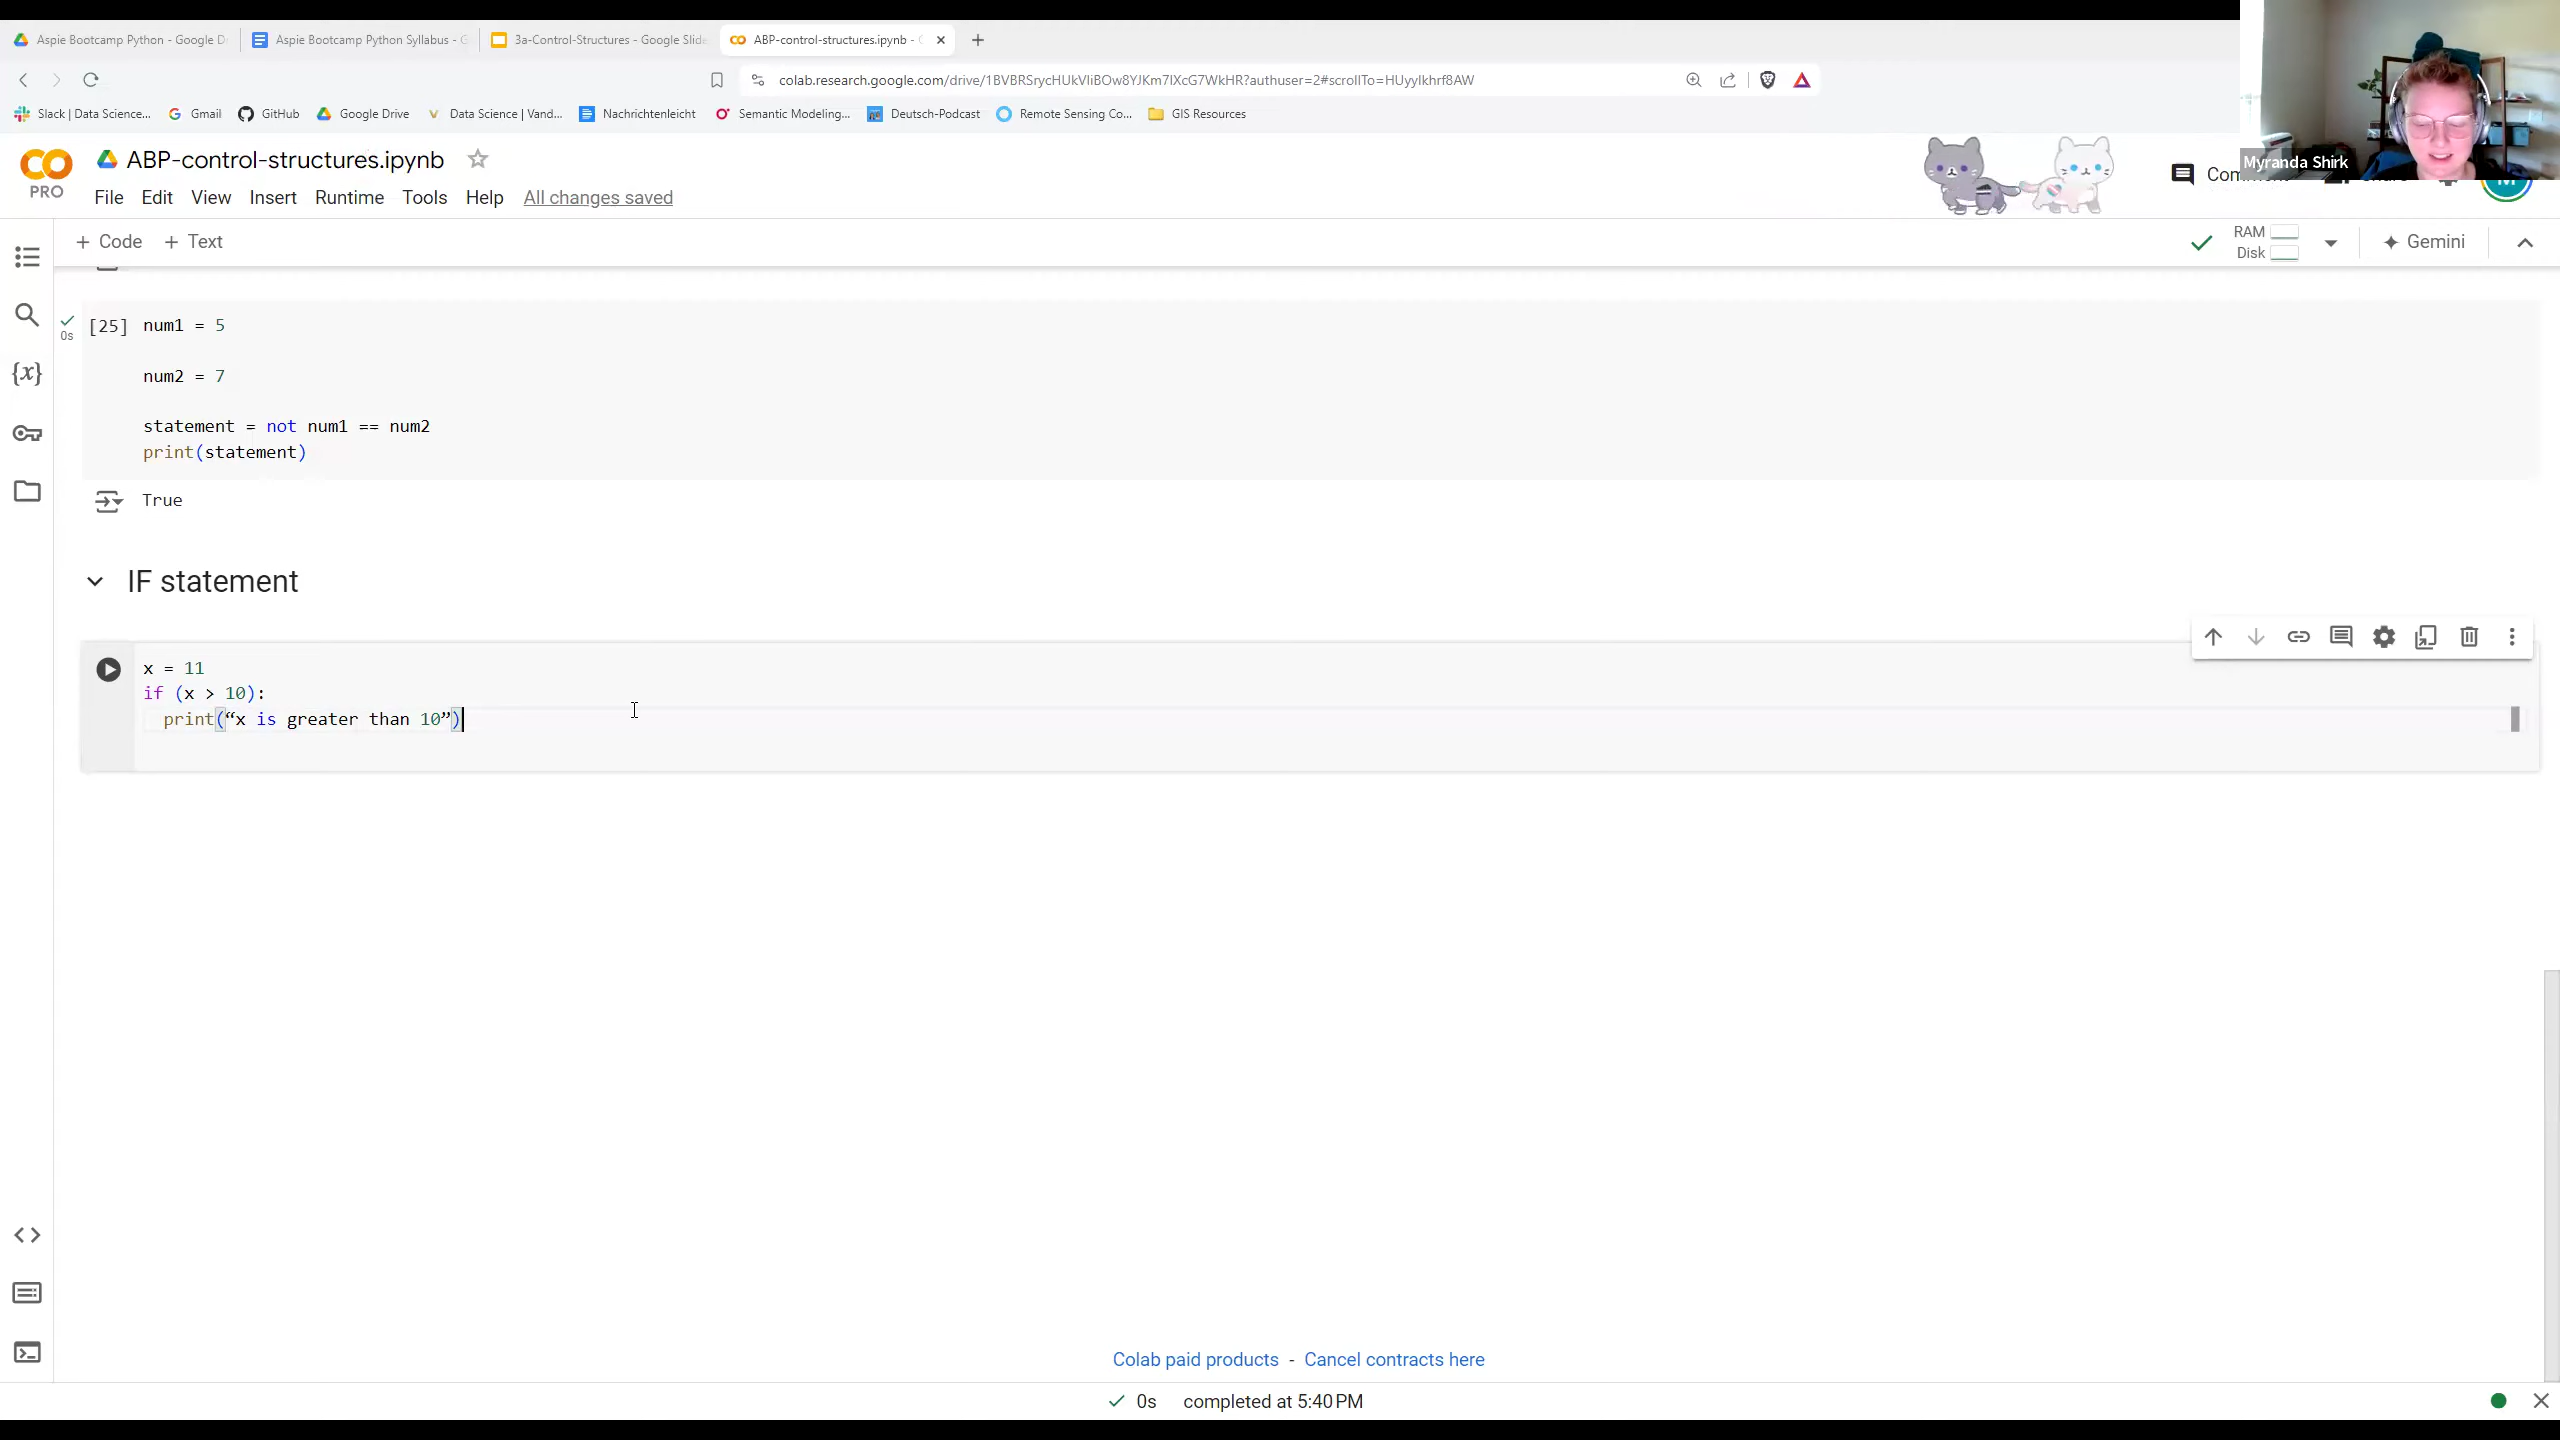 Aspie Bootcamp Python - Google D
Aspie Bootcamp Python Syllabus - G
3a-Control-Structures - Google Slide
ABP-control-structures.ipynb - C
colab.research.google.com/drive/1BVBRSrycHUkVIiBOw8YJKm7lXcG7WkHR?authuser=2#scrollTo=HUyyIkhrf8AW
Slack | Data Science...
Gmail
GitHub
Google Drive
Data Science | Vand...
Nachrichtenleicht
Semantic Modeling...
Deutsch-Podcast
Remote Sensing Co...
GIS Resources
Myranda Shirk
PRO
ABP-control-structures.ipynb
File Edit View Insert Runtime Tools Help All changes saved
+ Code + Text
RAM
Disk
Gemini
0s
[25] num1 = 5
num2 = 7
statement = not num1 == num2
print(statement)
True
IF statement
x = 11
if (x > 10):
print(“x is greater than 10”)
Colab paid products - Cancel contracts here
0s completed at 5:40 PM